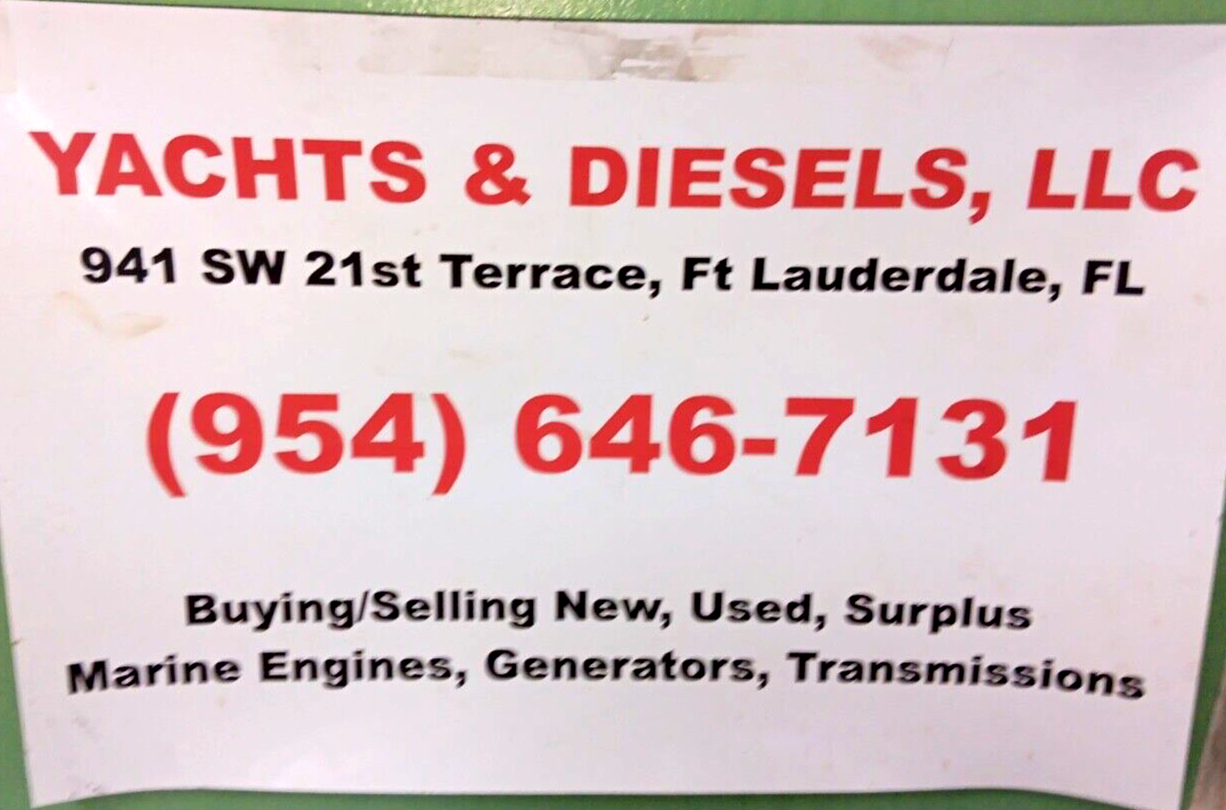 YACHTS & DIESELS, LLC
941 SW 21st Terrace, Ft Lauderdale, FL
(954) 646-7131
Buying/Selling New, Used, Surplus
Marine Engines, Generators, Transmissions